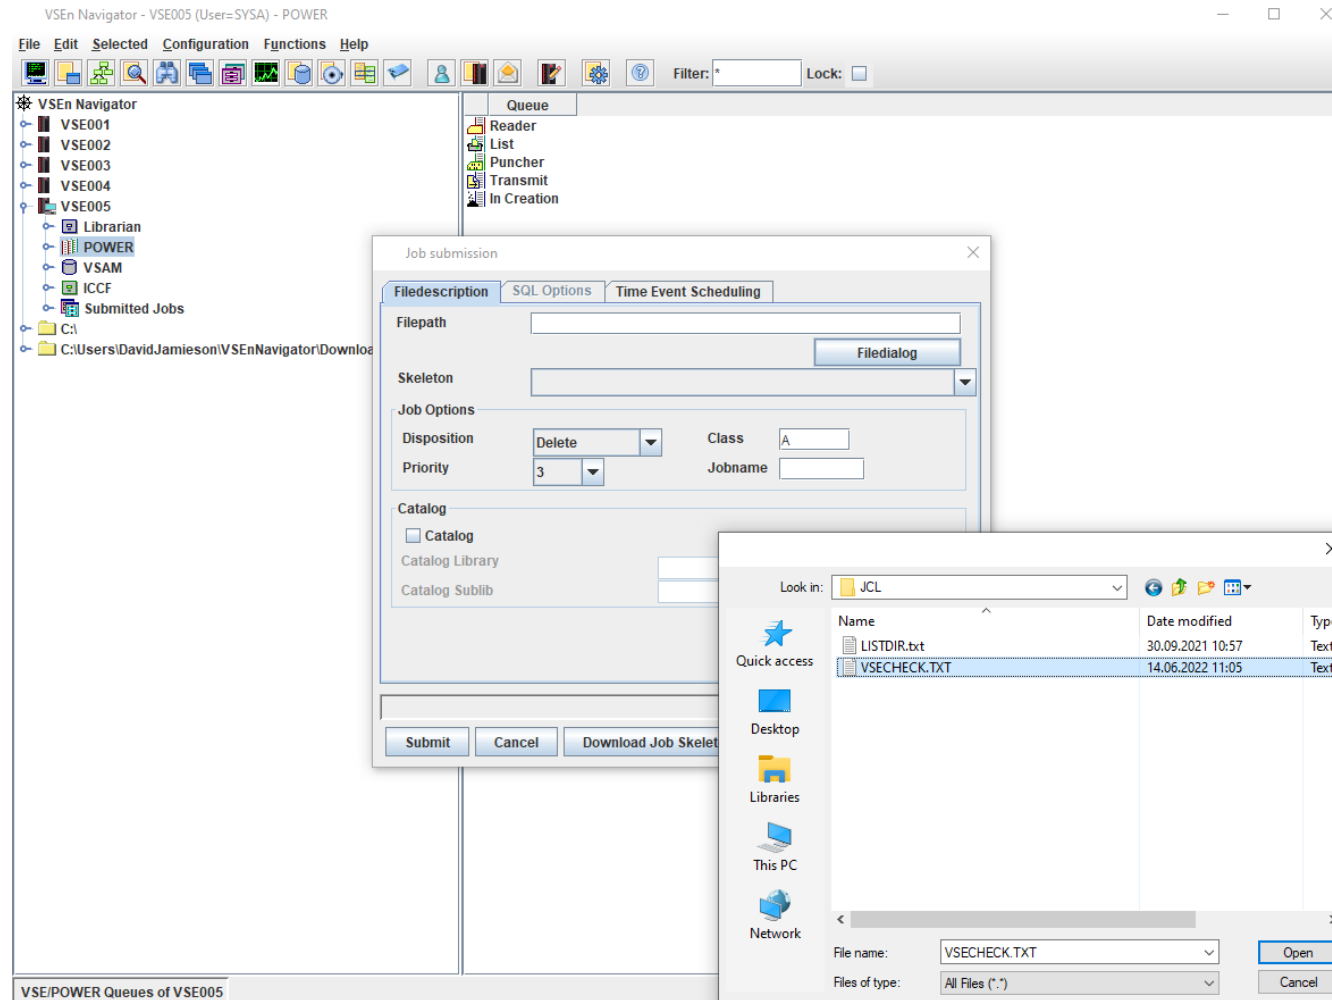 VSEn Navigator - VSE005 (User=SYSA) - POWER
File Edit Selected Configuration Functions Help
Filter: * Lock:
VSEn Navigator
VSE001
VSE002
VSE003
VSE004
VSE005
Librarian
POWER
VSAM
ICCF
Submitted Jobs
C:\
C:\Users\DavidJamieson\VSEnNavigator\Downloa
Queue
Reader
List
Puncher
Transmit
In Creation
Job submission
Filedescription SQL Options Time Event Scheduling
Filepath
Filedialog
Skeleton
Job Options
Disposition Delete Class A
Priority 3 Jobname
Catalog
Catalog
Catalog Library
Catalog Sublib
Submit Cancel Download Job Skelet
Look in: JCL
Name Date modified Typ
LISTDIR.txt 30.09.2021 10:57 Text
VSECHECK.TXT 14.06.2022 11:05 Text
Quick access
Desktop
Libraries
This PC
Network
File name: VSECHECK.TXT Open
Files of type: All Files (*.*) Cancel
VSE/POWER Queues of VSE005